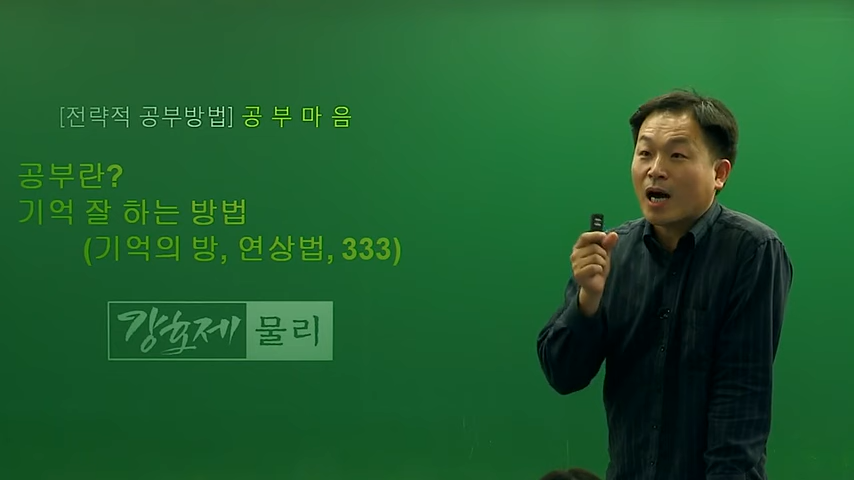 [전략적 공부방법] 공 부 마 음
공부란?
기억 잘 하는 방법
(기억의 방, 연상법, 333)
강호제 물리